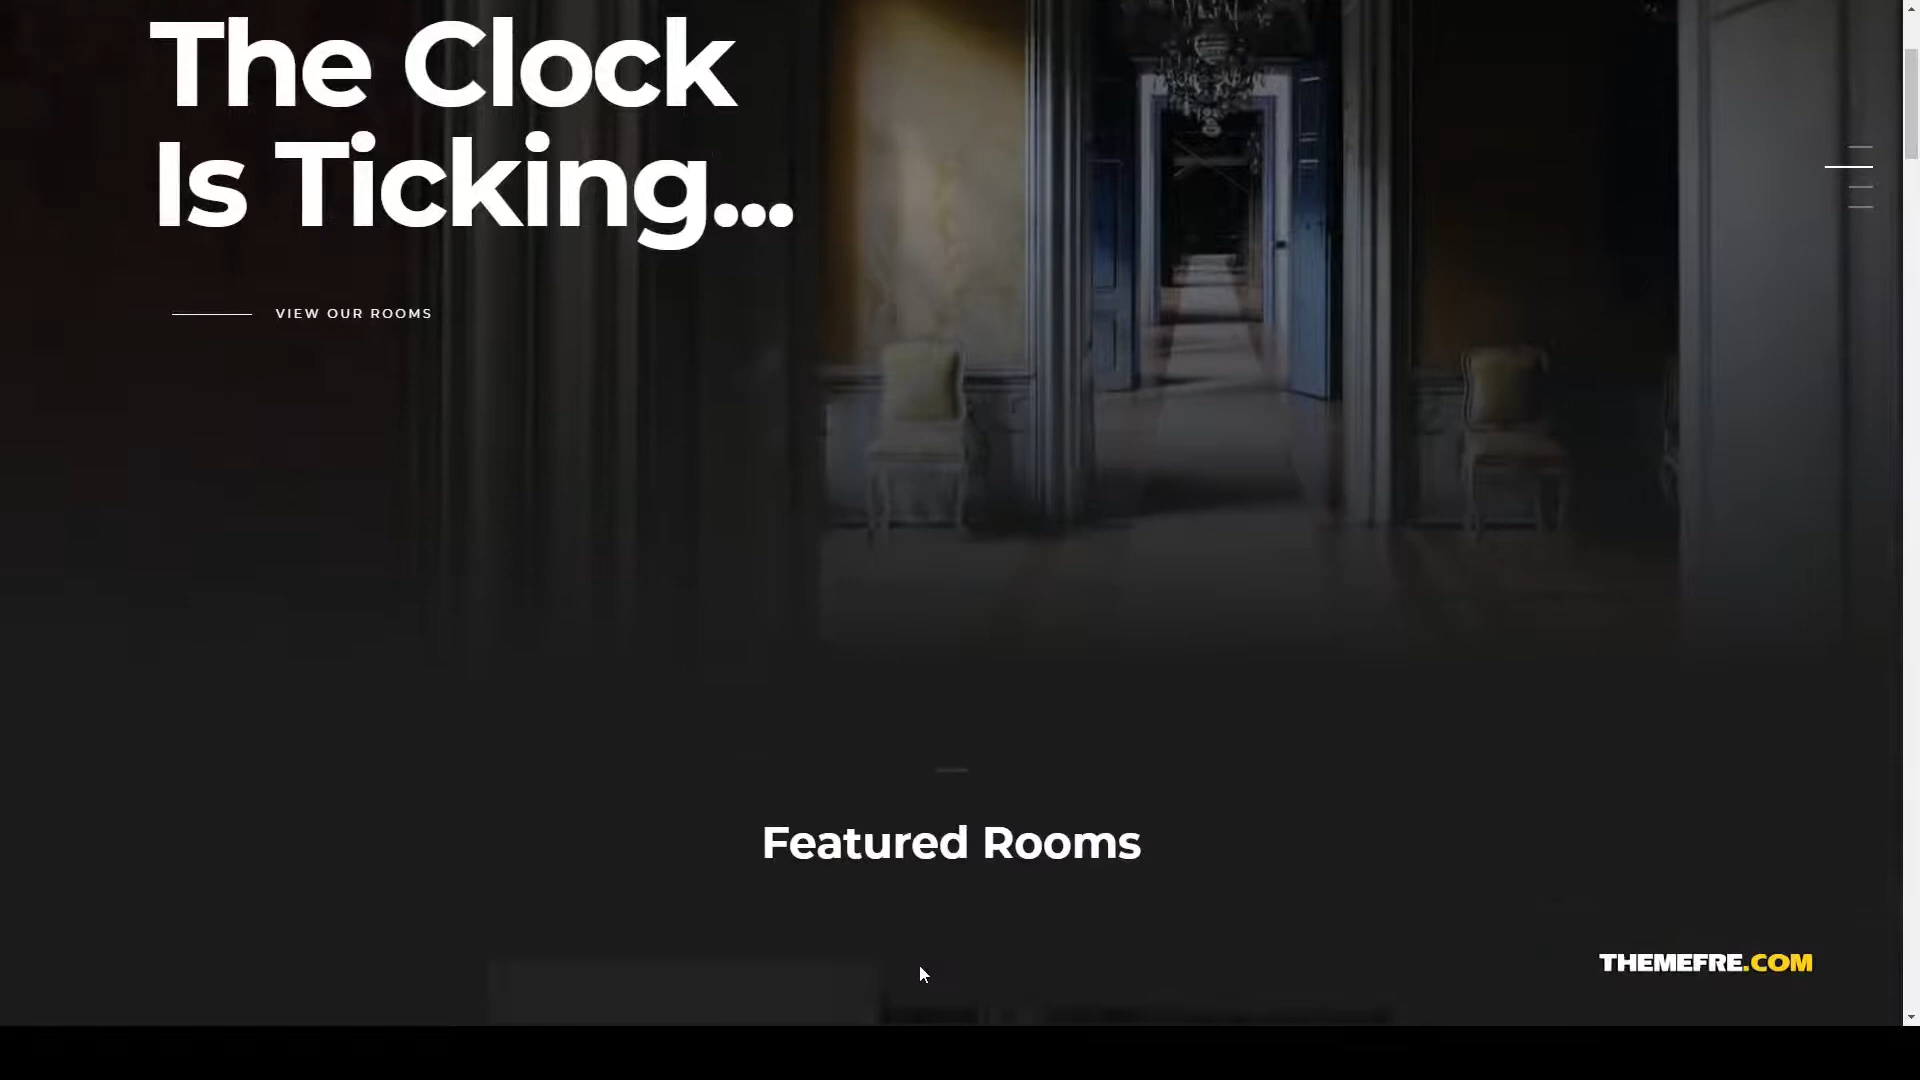 The Clock
Is Ticking...
VIEW OUR ROOMS
Featured Rooms
THEMEFRE.COM